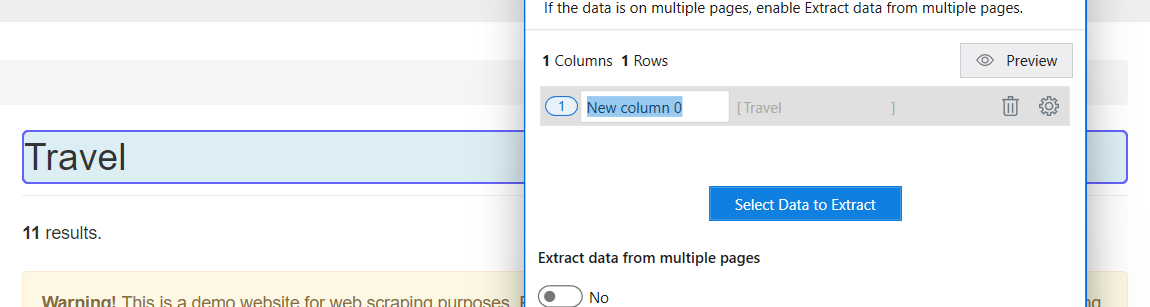 If the data is on multiple pages, enable Extract data from multiple pages.
1 Columns 1 Rows
Preview
1 New column 0 [ Travel ]
Travel
Select Data to Extract
11 results.
Extract data from multiple pages
No
Warning! This is a demo website for web scraping purposes.